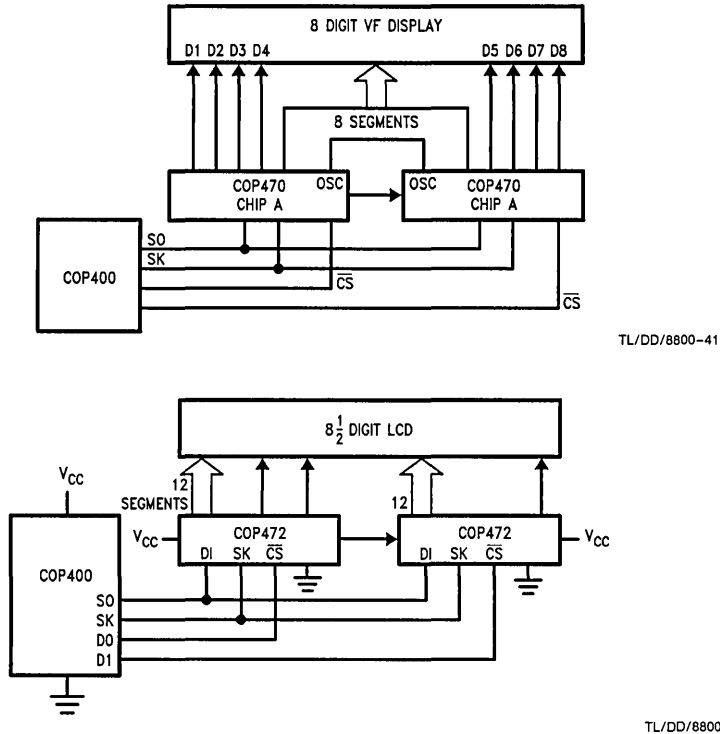 8 DIGIT VF DISPLAY
D1 D2 D3 D4 D5 D6 D7 D8
8 SEGMENTS
COP470
CHIP A
OSC
OSC
COP470
CHIP A
COP400
SO
SK
CS
CS
TL/DD/8800-41
8 1/2 DIGIT LCD
12
SEGMENTS
12
VCC
VCC
COP472
DI SK CS
COP472
DI SK CS
VCC
COP400
SO
SK
D0
D1
TL/DD/8800